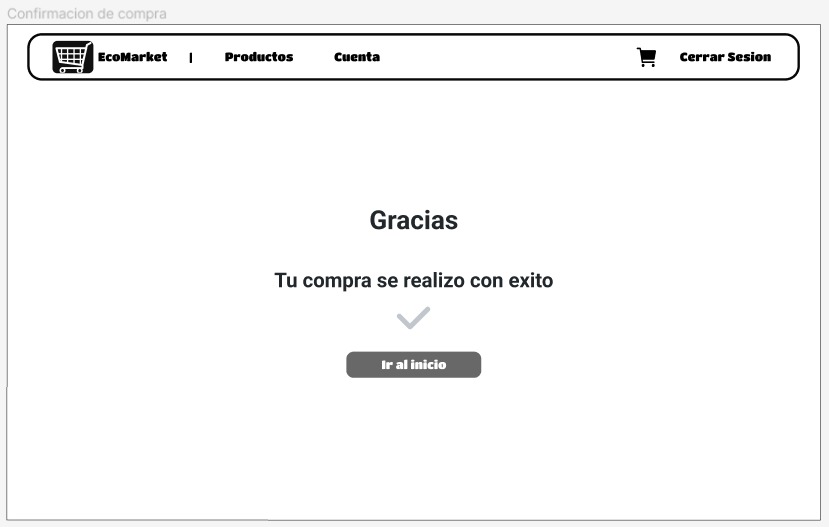 Confirmacion de compra
EcoMarket | Productos Cuenta Cerrar Sesion
Gracias
Tu compra se realizo con exito
Ir al inicio